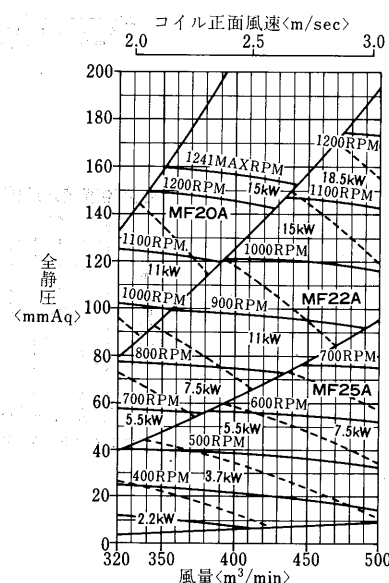 コイル正面風速<m/sec>
2.0 2.5 3.0
200
180
160
140
120
100
80
60
40
20
0
全静圧
<mmAq>
1200RPM
1241MAXRPM
18.5kW
15kW
1200RPM
1100RPM
MF20A
15kW
1100RPM
1000RPM
11kW
MF22A
1000RPM
900RPM
11kW
800RPM
700RPM
7.5kW
MF25A
700RPM
600RPM
5.5kW
5.5kW
7.5kW
500RPM
400RPM
3.7kW
2.2kW
320 350 400 450 500
風量<m³/min>